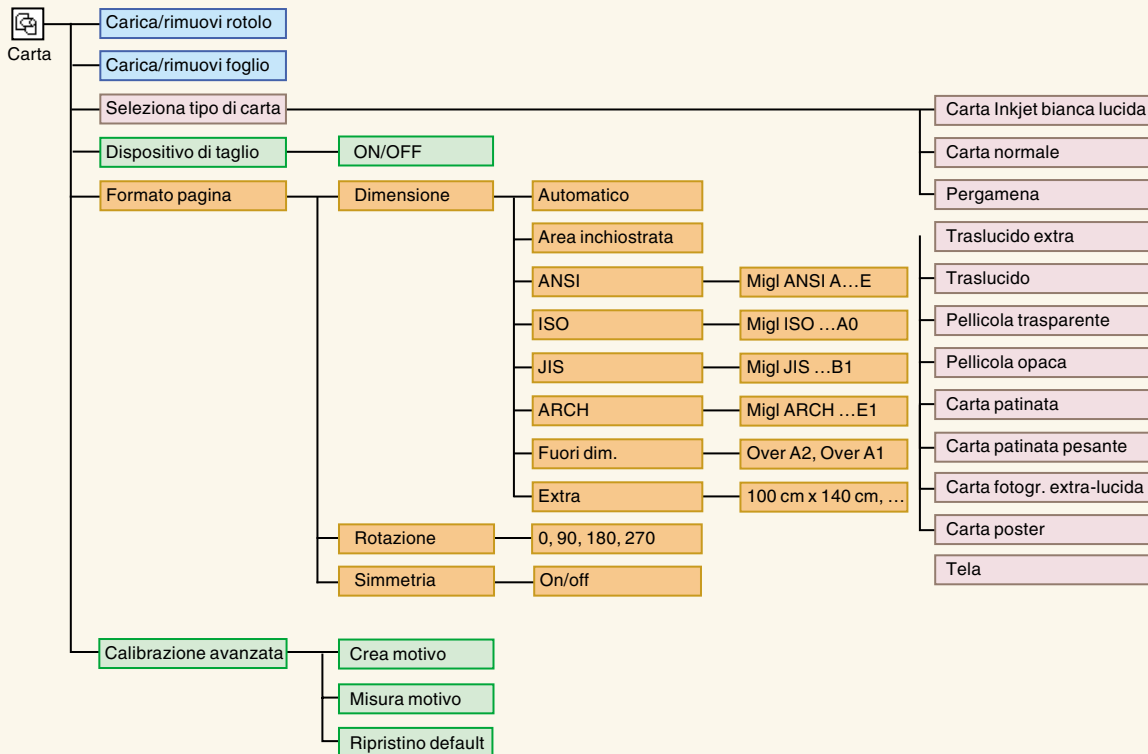 Carta
Carica/rimuovi rotolo
Carica/rimuovi foglio
Seleziona tipo di carta
Carta Inkjet bianca lucida
Carta normale
Pergamena
Traslucido extra
Traslucido
Pellicola trasparente
Pellicola opaca
Carta patinata
Carta patinata pesante
Carta fotogr. extra-lucida
Carta poster
Tela
Dispositivo di taglio
ON/OFF
Formato pagina
Dimensione
Automatico
Area inchiostrata
ANSI
Migl ANSI A…E
ISO
Migl ISO …A0
JIS
Migl JIS …B1
ARCH
Migl ARCH …E1
Fuori dim.
Over A2, Over A1
Extra
100 cm x 140 cm, …
Rotazione
0, 90, 180, 270
Simmetria
On/off
Calibrazione avanzata
Crea motivo
Misura motivo
Ripristino default